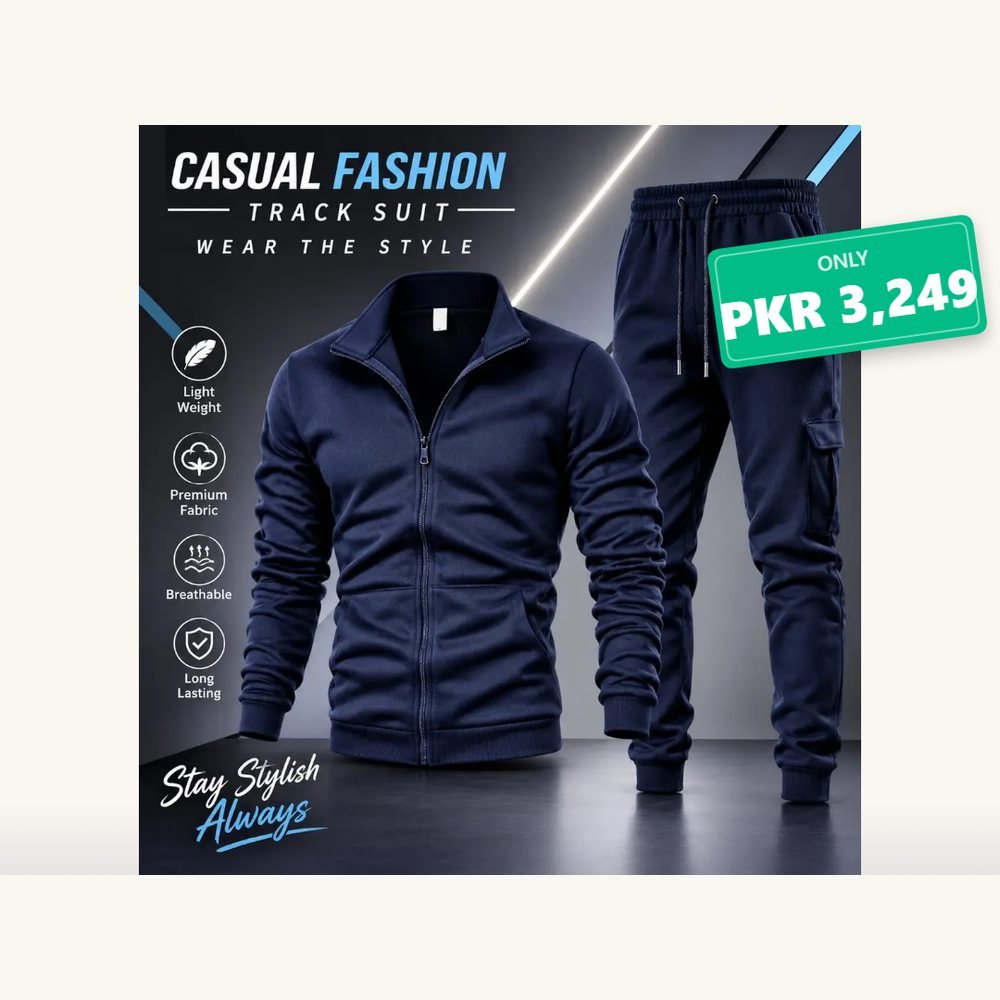 CASUAL FASHION
TRACK SUIT
WEAR THE STYLE
ONLY
PKR 3,249
Light
Weight
Premium
Fabric
Breathable
Long
Lasting
Stay Stylish
Always